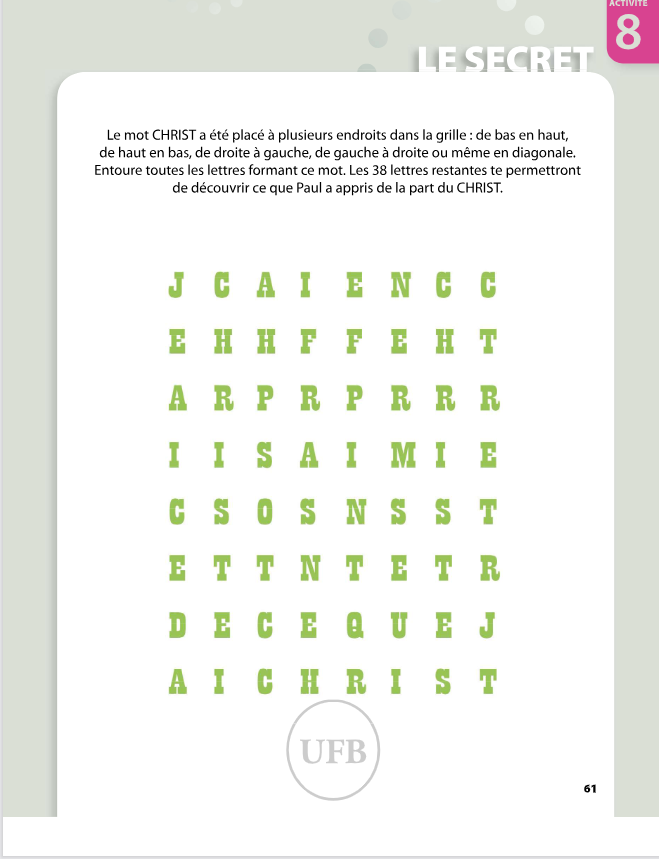 ACTIVITÉ
8
LE SECRET
Le mot CHRIST a été placé à plusieurs endroits dans la grille : de bas en haut,
de haut en bas, de droite à gauche, de gauche à droite ou même en diagonale.
Entoure toutes les lettres formant ce mot. Les 38 lettres restantes te permettront
de découvrir ce que Paul a appris de la part du CHRIST.
J C A I E N C C
E H H F F E H T
A R P R P R R R
I I S A I M I E
C S O S N S S T
E T T N T E T R
D E C E Q U E J
A I C H R I S T
UFB
61